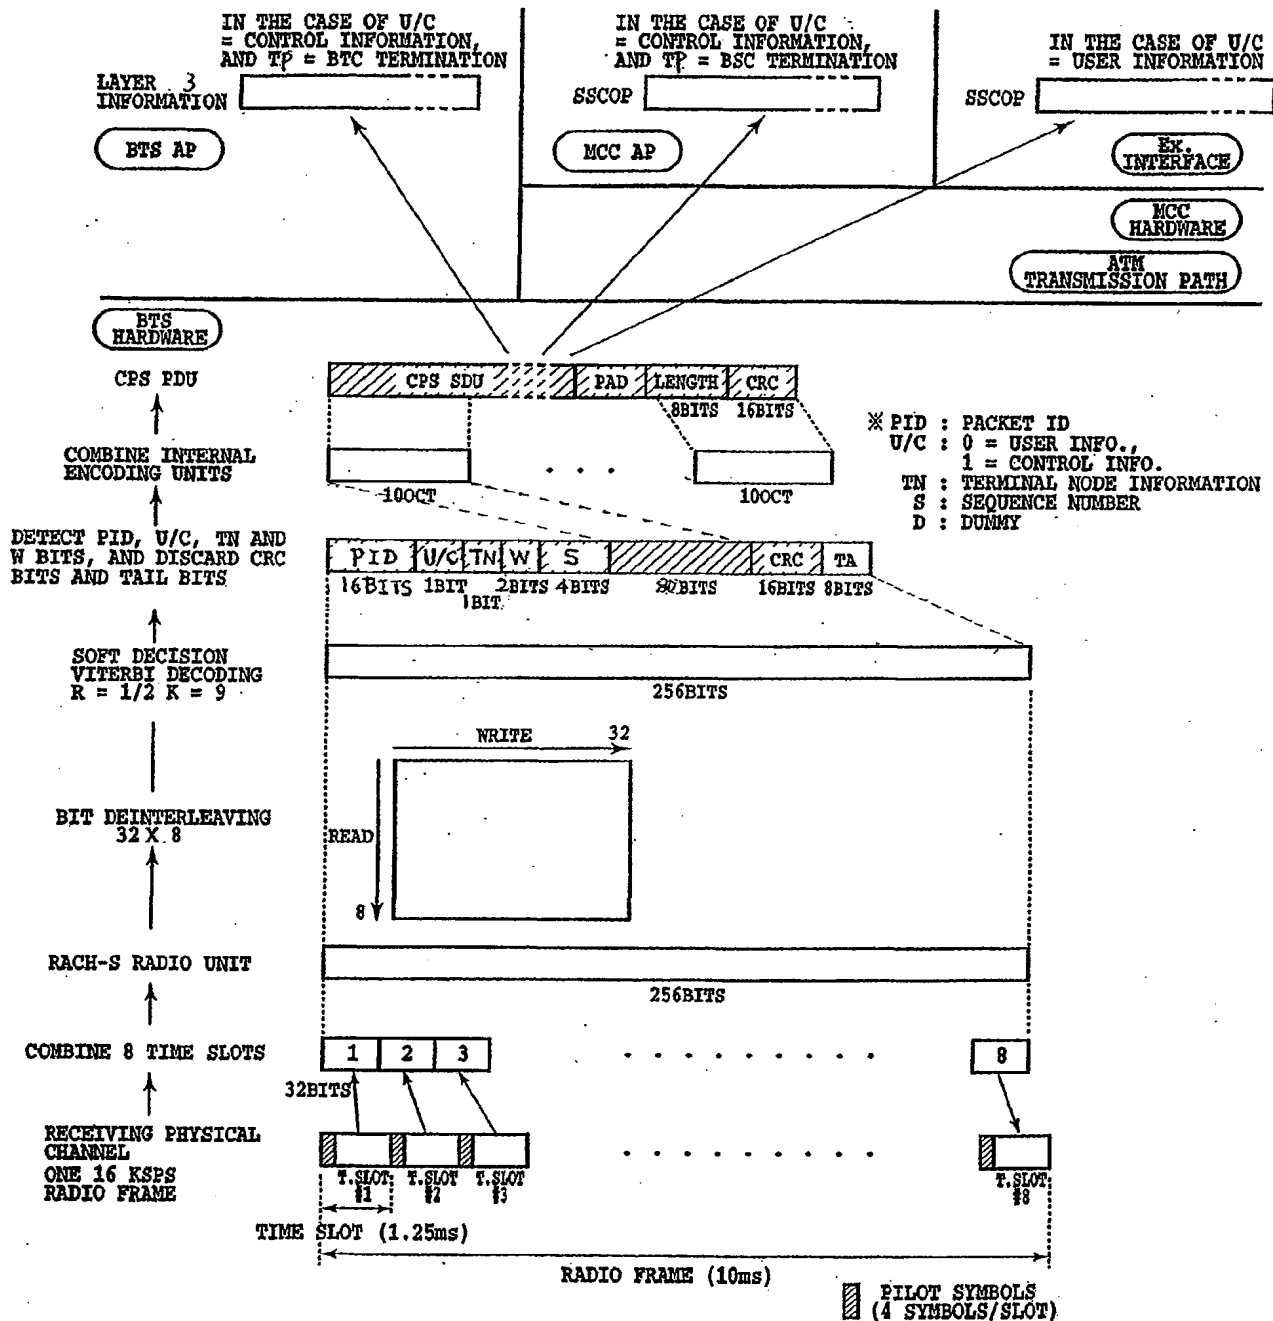 IN THE CASE OF U/C
= CONTROL INFORMATION,
AND TP = BTC TERMINATION
LAYER 3
INFORMATION
BTS AP
IN THE CASE OF U/C
= CONTROL INFORMATION,
AND TP = BSC TERMINATION
SSCOP
MCC AP
IN THE CASE OF U/C
= USER INFORMATION
SSCOP
Ex.
INTERFACE
MCC
HARDWARE
ATM
TRANSMISSION PATH
BTS
HARDWARE
CPS PDU
CPS SDU PAD LENGTH CRC
8BITS 16BITS
※ PID : PACKET ID
U/C : 0 = USER INFO.,
1 = CONTROL INFO.
TN : TERMINAL NODE INFORMATION
S : SEQUENCE NUMBER
D : DUMMY
COMBINE INTERNAL
ENCODING UNITS
10OCT 10OCT
DETECT PID, U/C, TN AND
W BITS, AND DISCARD CRC
BITS AND TAIL BITS
PID U/C TN W S CRC TA
16BITS 1BIT 1BIT 2BITS 4BITS 80BITS 16BITS 8BITS
SOFT DECISION
VITERBI DECODING
R = 1/2 K = 9
256BITS
WRITE 32
BIT DEINTERLEAVING
32 X 8
READ
8
RACH-S RADIO UNIT
256BITS
COMBINE 8 TIME SLOTS
1 2 3 8
32BITS
RECEIVING PHYSICAL
CHANNEL
ONE 16 KSPS
RADIO FRAME
T.SLOT
#1
T.SLOT
#2
T.SLOT
#3
T.SLOT
#8
TIME SLOT (1.25ms)
RADIO FRAME (10ms)
PILOT SYMBOLS
(4 SYMBOLS/SLOT)